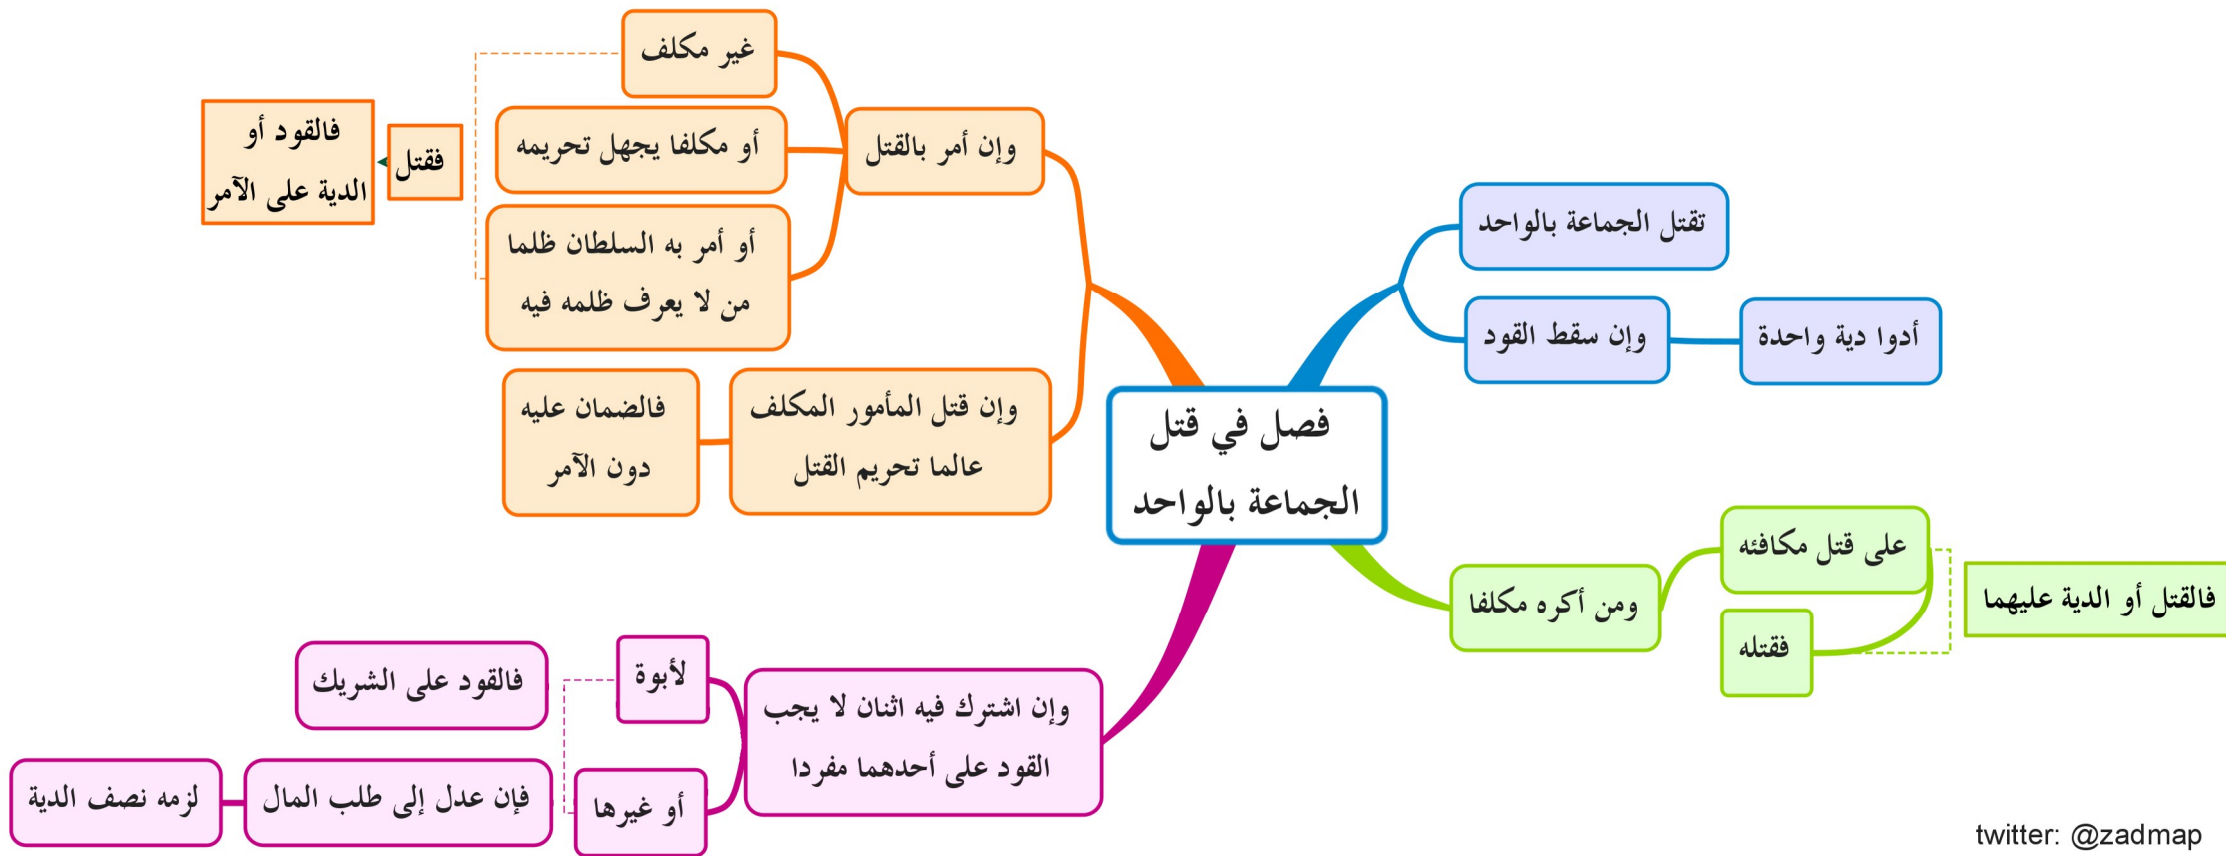 فصل في قتل
الجماعة بالواحد
تقتل الجماعة بالواحد
وإن سقط القود
أدوا دية واحدة
ومن أكره مكلفا
على قتل مكافئه
فقتله
فالقتل أو الدية عليهما
وإن أمر بالقتل
غير مكلف
أو مكلفا يجهل تحريمه
أو أمر به السلطان ظلما
من لا يعرف ظلمه فيه
فقتل
فالقود أو
الدية على الآمر
وإن قتل المأمور المكلف
عالما تحريم القتل
فالضمان عليه
دون الآمر
وإن اشترك فيه اثنان لا يجب
القود على أحدهما مفردا
لأبوة
أو غيرها
فالقود على الشريك
فإن عدل إلى طلب المال
لزمه نصف الدية
twitter: @zadmap